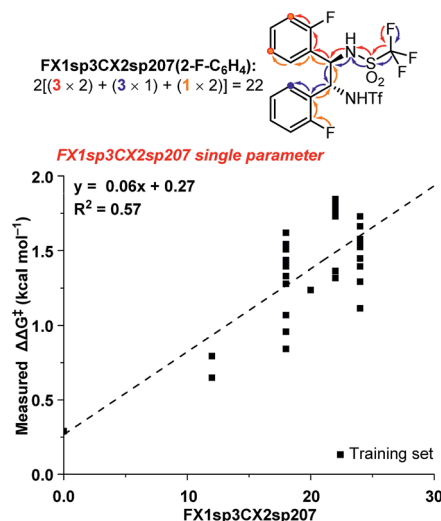 F
H
N
FX1sp3CX2sp207(2-F-C₆H₄):
2[(3 × 2) + (3 × 1) + (1 × 2)] = 22
S
O₂
F
F
F
NHTf
F
FX1sp3CX2sp207 single parameter
y = 0.06x + 0.27
R² = 0.57
Measured ΔΔG‡ (kcal mol⁻¹)
2.0
1.5
1.0
0.5
0.0
0.0
10
20
30
Training set
FX1sp3CX2sp207